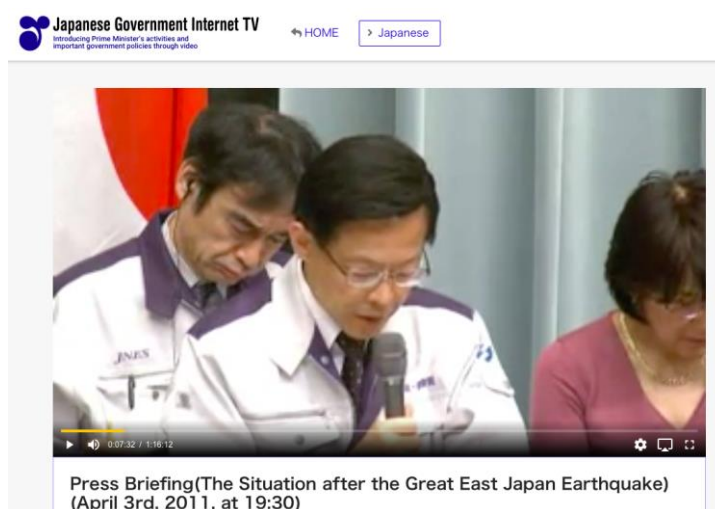 Japanese Government Internet TV
Introducing Prime Minister's activities and
important government policies through video
HOME
Japanese
JNES
0:07:32 / 1:16:12
Press Briefing(The Situation after the Great East Japan Earthquake)
(April 3rd, 2011, at 19:30)